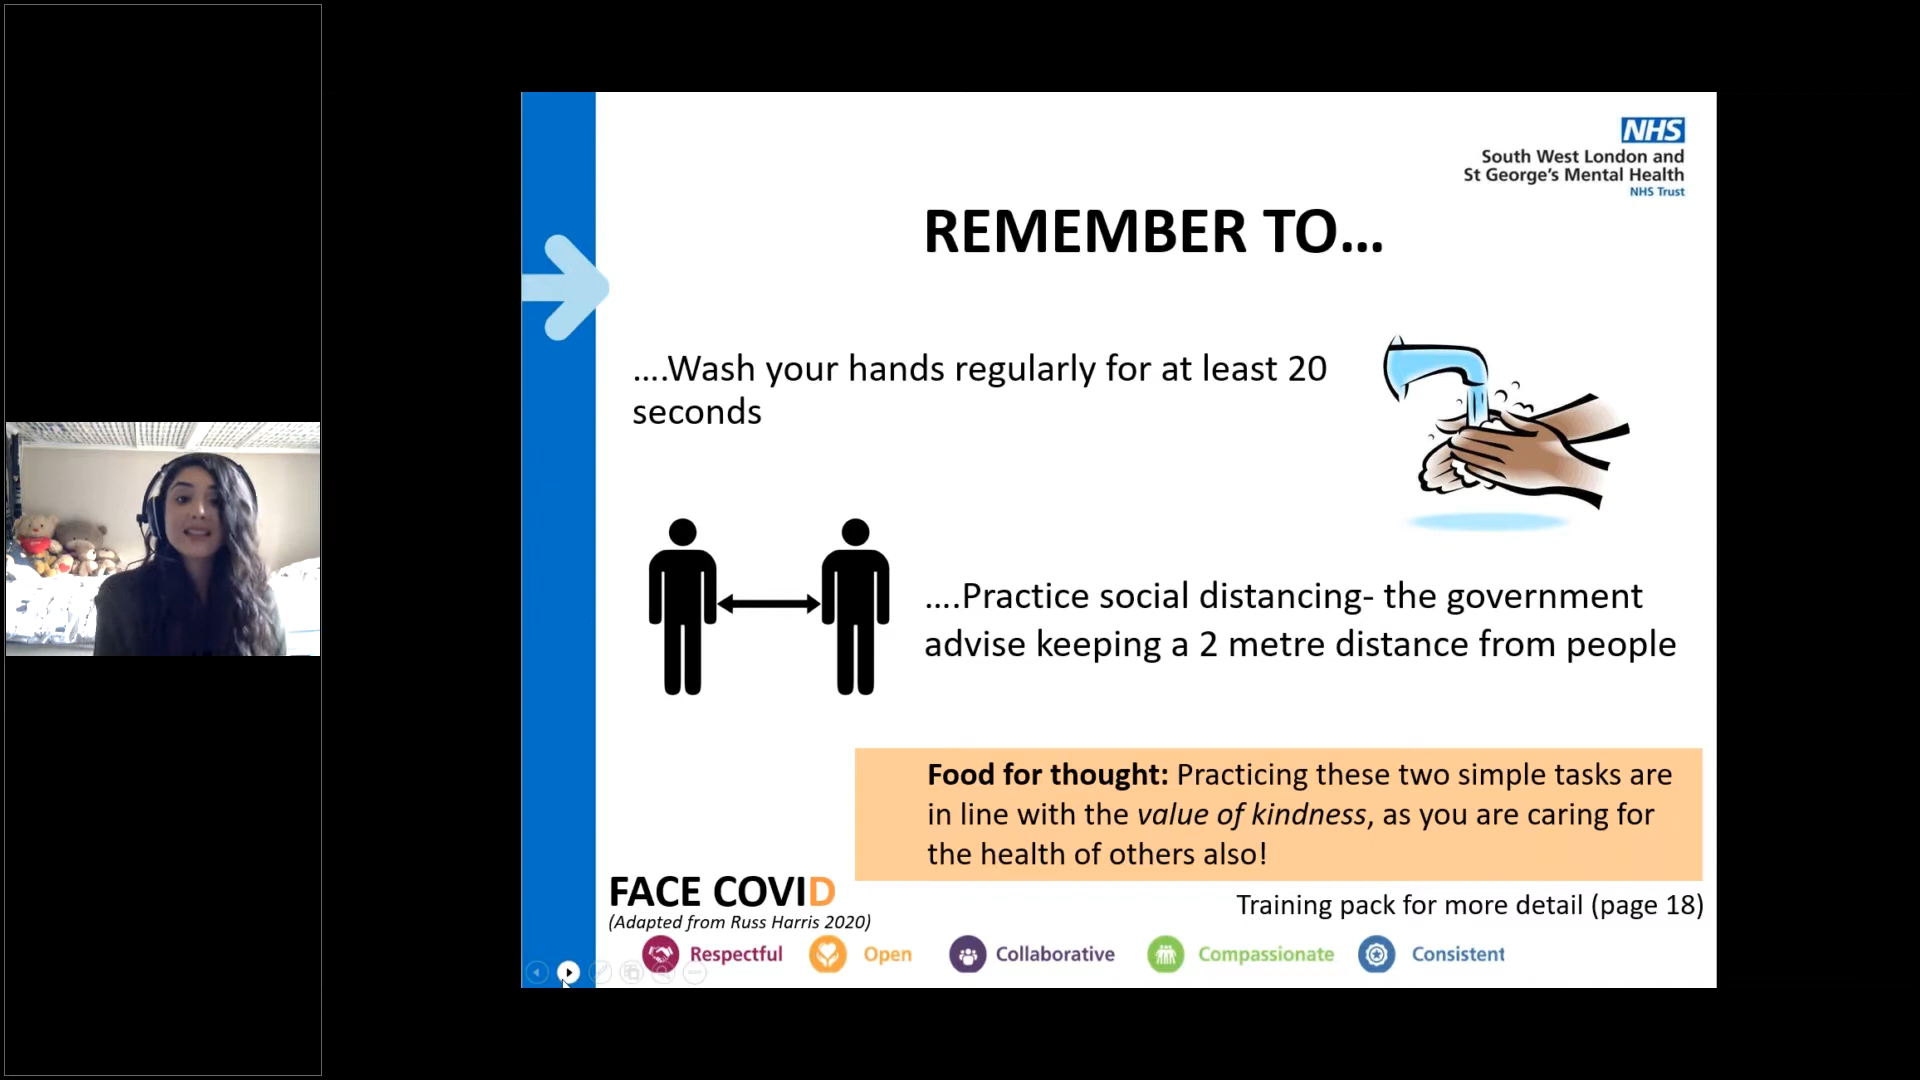 NHS
South West London and
St George's Mental Health
NHS Trust
REMEMBER TO...
....Wash your hands regularly for at least 20
seconds
....Practice social distancing- the government
advise keeping a 2 metre distance from people
Food for thought: Practicing these two simple tasks are
in line with the value of kindness, as you are caring for
the health of others also!
FACE COVID
(Adapted from Russ Harris 2020)
Training pack for more detail (page 18)
Respectful Open Collaborative Compassionate Consistent